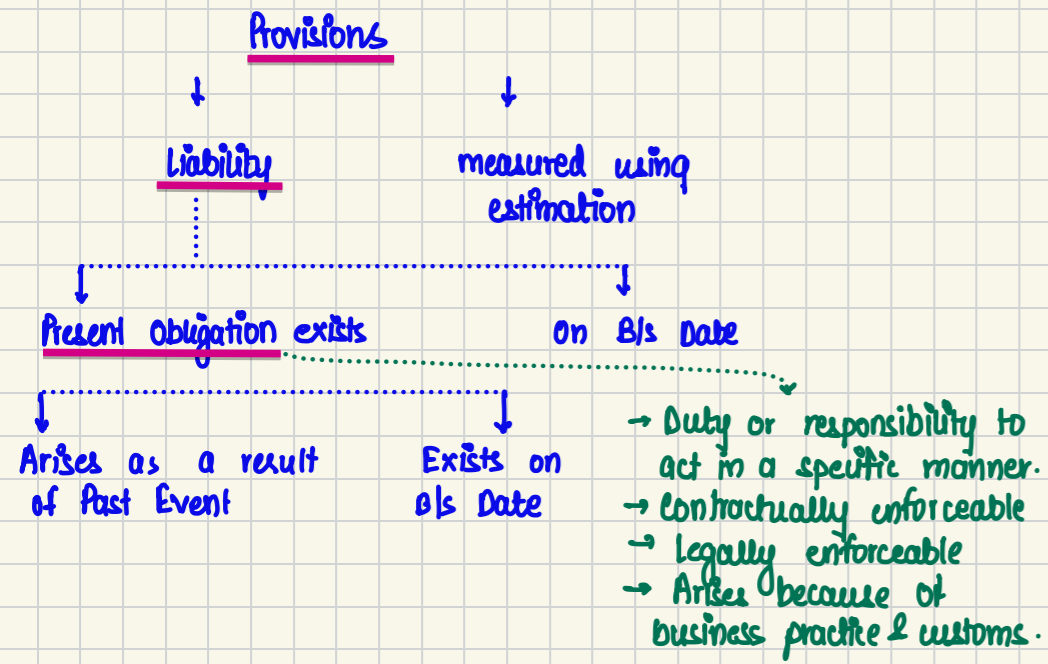 Provisions
Liability
measured using
estimation
Present Obligation exists
On B/s Date
Arises as a result
of Past Event
Exists on
B/s Date
→ Duty or responsibility to
act in a specific manner.
→ Contractually enforceable
→ Legally enforceable
→ Arises because of
business practice & customs.